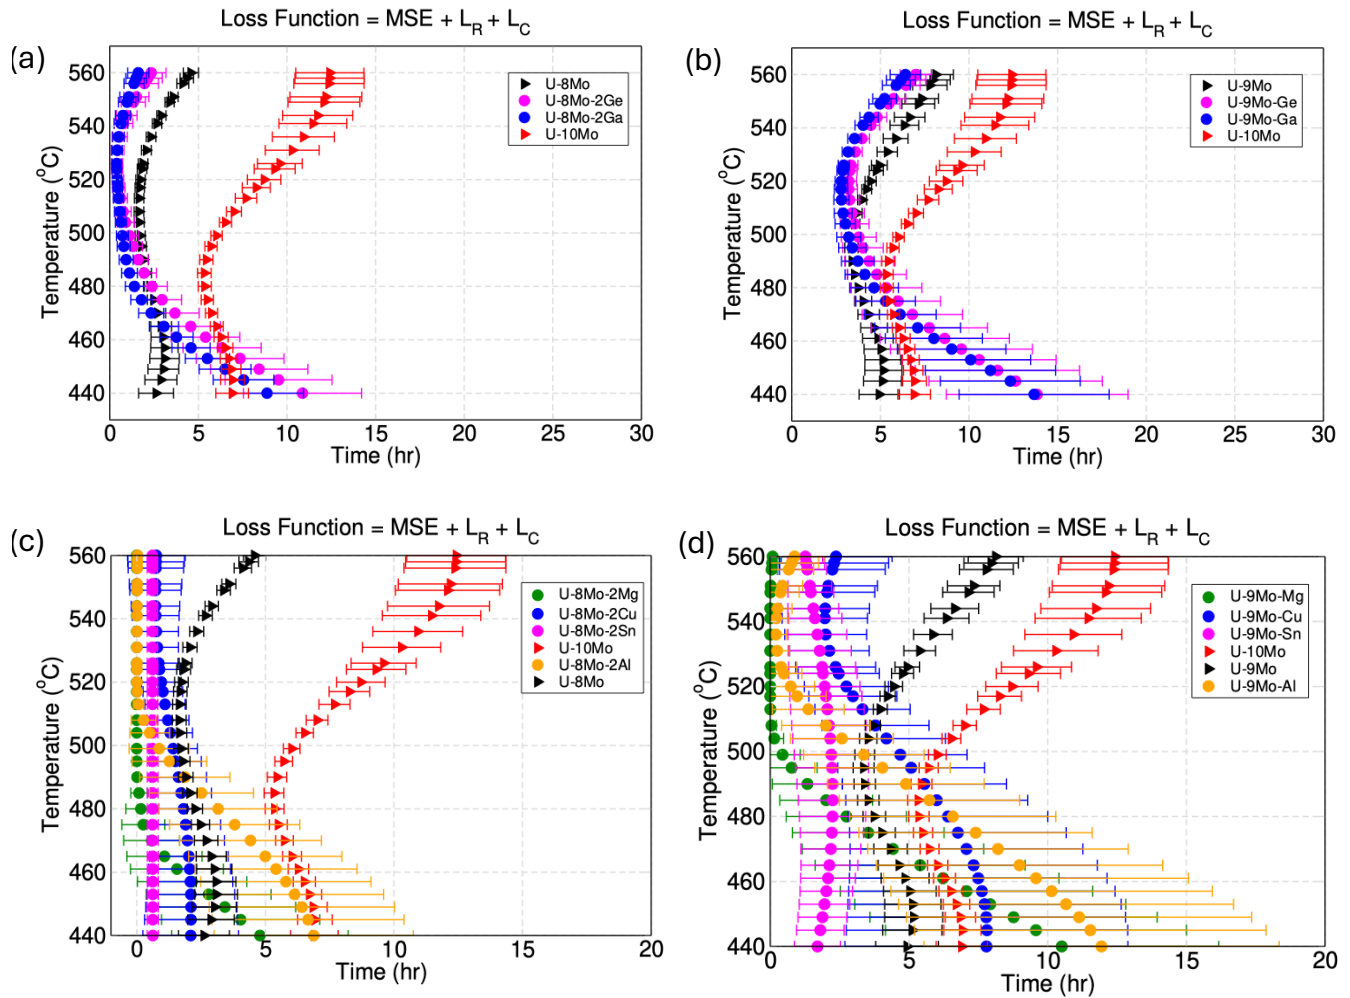 (a)
Loss Function = MSE + L_R + L_C
560
540
520
500
480
460
440
Temperature (°C)
U-8Mo
U-8Mo-2Ge
U-8Mo-2Ga
U-10Mo
0 5 10 15 20 25 30
Time (hr)
(b)
Loss Function = MSE + L_R + L_C
560
540
520
500
480
460
440
Temperature (°C)
U-9Mo
U-9Mo-Ge
U-9Mo-Ga
U-10Mo
0 5 10 15 20 25 30
Time (hr)
(c)
Loss Function = MSE + L_R + L_C
560
540
520
500
480
460
440
Temperature (°C)
U-8Mo-2Mg
U-8Mo-2Cu
U-8Mo-2Sn
U-10Mo
U-8Mo-2Al
U-8Mo
0 5 10 15 20
Time (hr)
(d)
Loss Function = MSE + L_R + L_C
560
540
520
500
480
460
440
Temperature (°C)
U-9Mo-Mg
U-9Mo-Cu
U-9Mo-Sn
U-10Mo
U-9Mo
U-9Mo-Al
0 5 10 15 20
Time (hr)